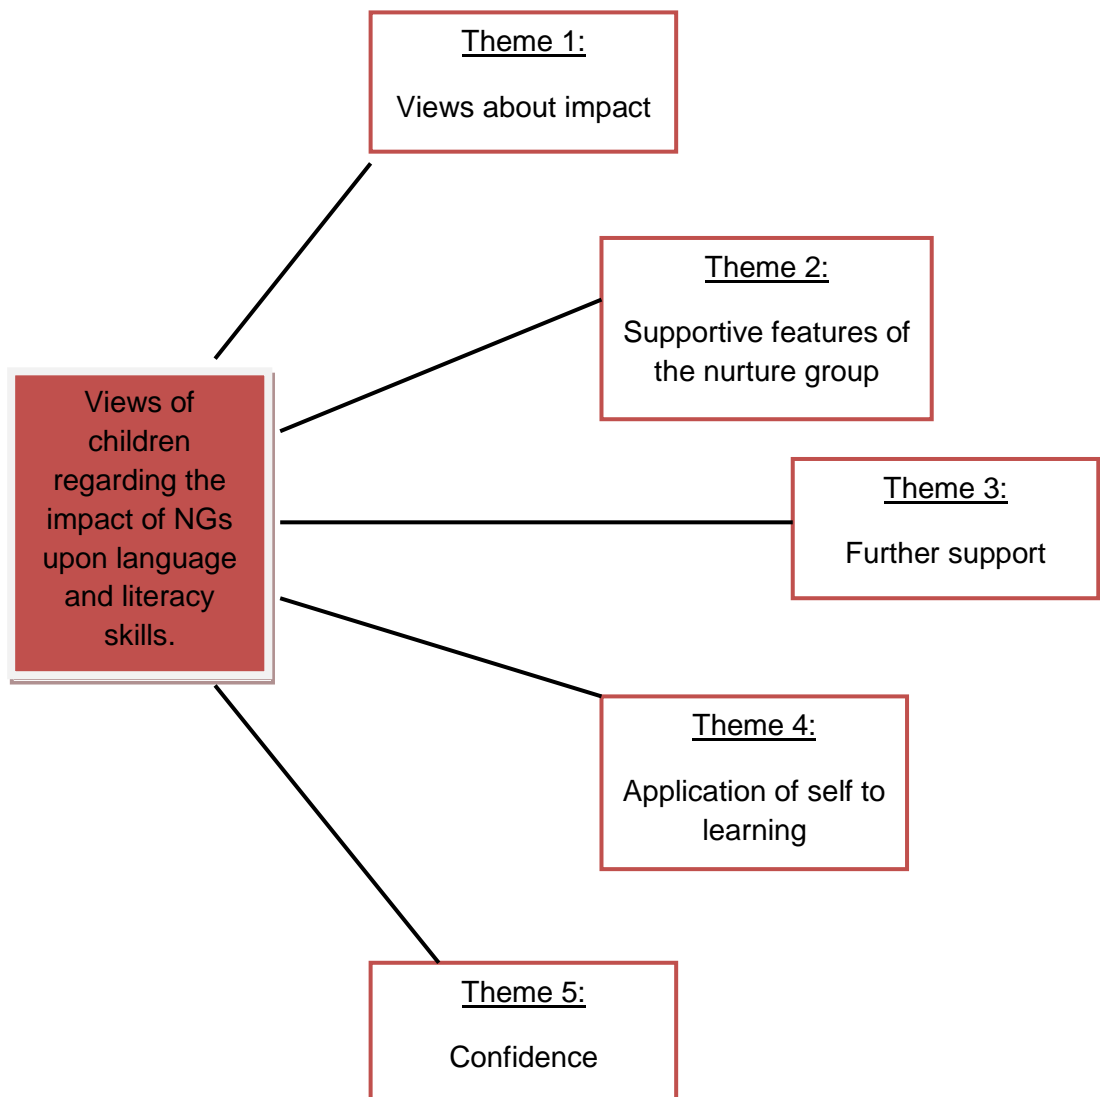 Theme 1:
Views about impact
Theme 2:
Supportive features of
the nurture group
Theme 3:
Further support
Views of
children
regarding the
impact of NGs
upon language
and literacy
skills.
Theme 4:
Application of self to
learning
Theme 5:
Confidence